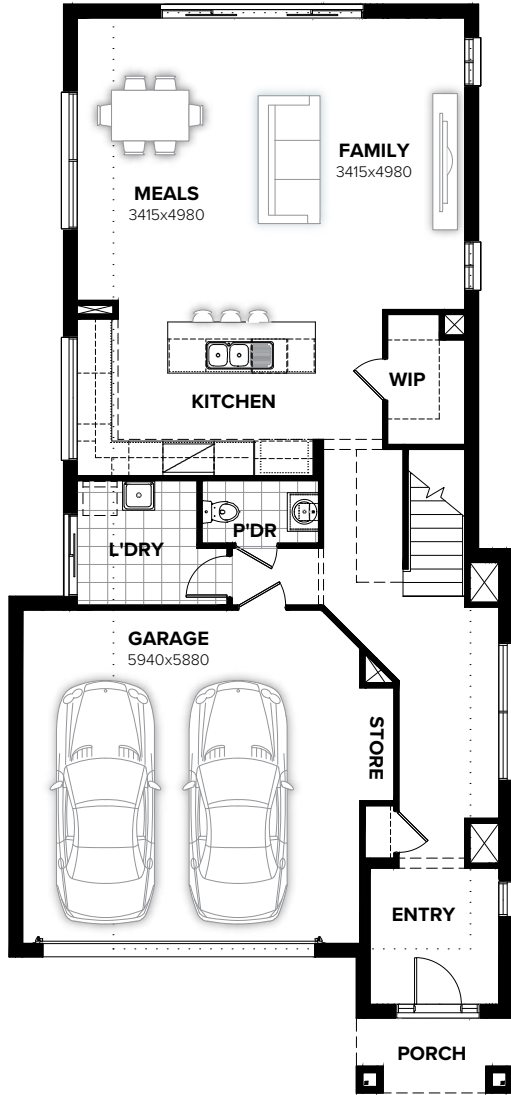 FAMILY
3415x4980
MEALS
3415x4980
WIP
KITCHEN
P'DR
L'DRY
GARAGE
5940x5880
STORE
ENTRY
PORCH